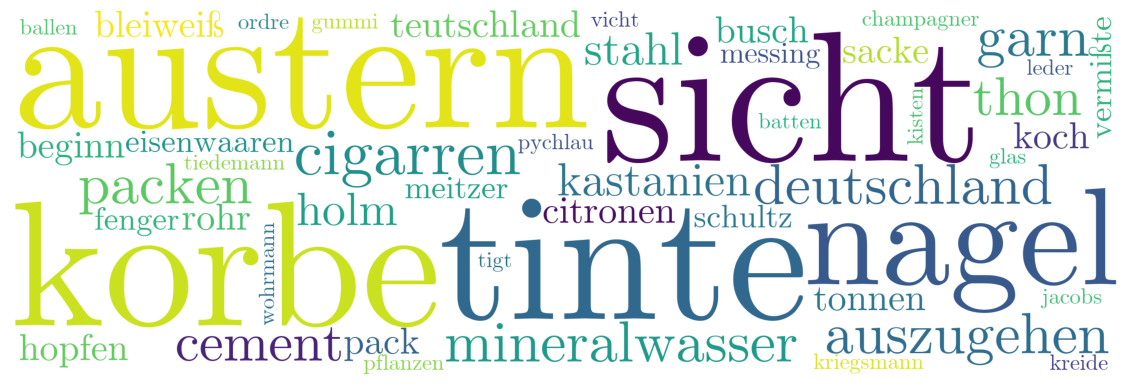 ballen bleiweiß ordre gummi teutschland vicht busch champagner garn vermißte
austern stahl messing sacke leder
sicht batten kisten thon koch glas
beginn eisenwaaren tiedemann cigarren pychlau
packen meitzer kastanien deutschland
fenger rohr holm citronen schultz
korbe wohrmann tinte tigt nagel
tonnen jacobs
hopfen cement pack pflanzen mineralwasser auszugehen kriegsmann kreide